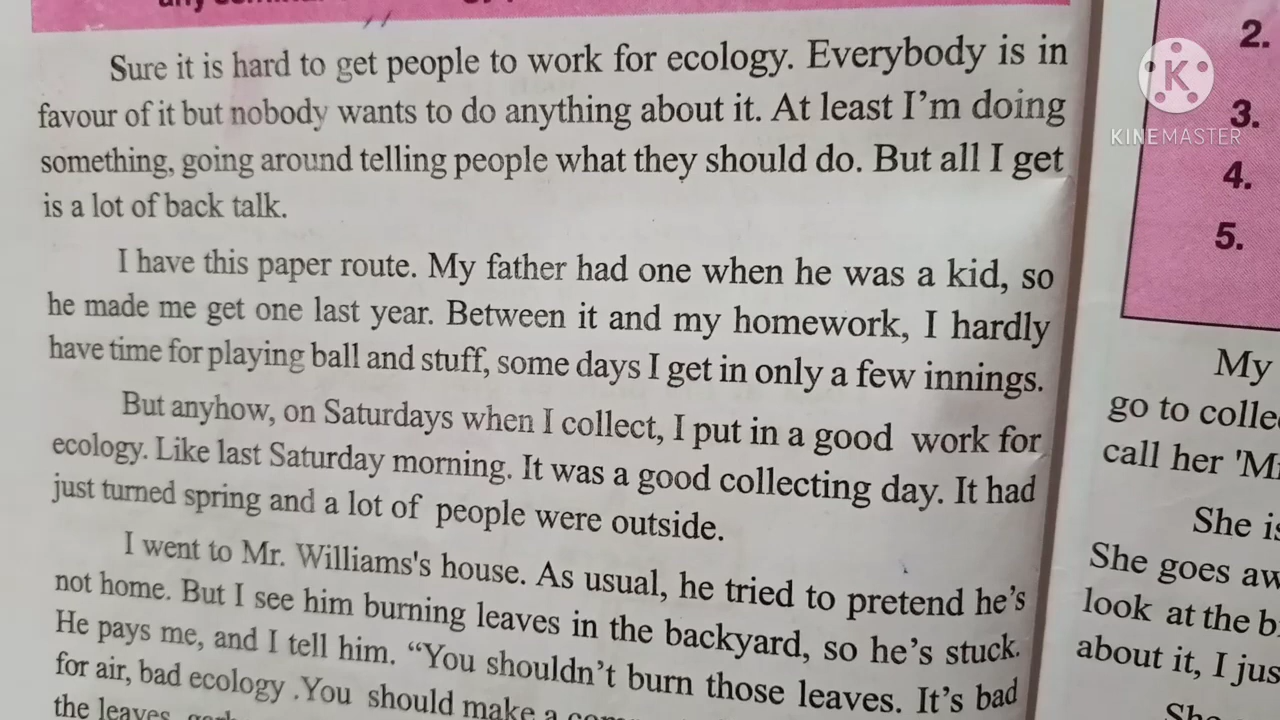 Sure it is hard to get people to work for ecology. Everybody is in
favour of it but nobody wants to do anything about it. At least I'm doing
something, going around telling people what they should do. But all I get
is a lot of back talk.
I have this paper route. My father had one when he was a kid, so
he made me get one last year. Between it and my homework, I hardly
have time for playing ball and stuff, some days I get in only a few innings.
But anyhow, on Saturdays when I collect, I put in a good work for
ecology. Like last Saturday morning. It was a good collecting day. It had
just turned spring and a lot of people were outside.
I went to Mr. Williams's house. As usual, he tried to pretend he's
not home. But I see him burning leaves in the backyard, so he's stuck.
He pays me, and I tell him. “You shouldn't burn those leaves. It's bad
for air, bad ecology .You should make a
the leaves
2.
3.
4.
5.
KINEMASTER
My
go to
call her
She
She goes
look at the
about it, I
She